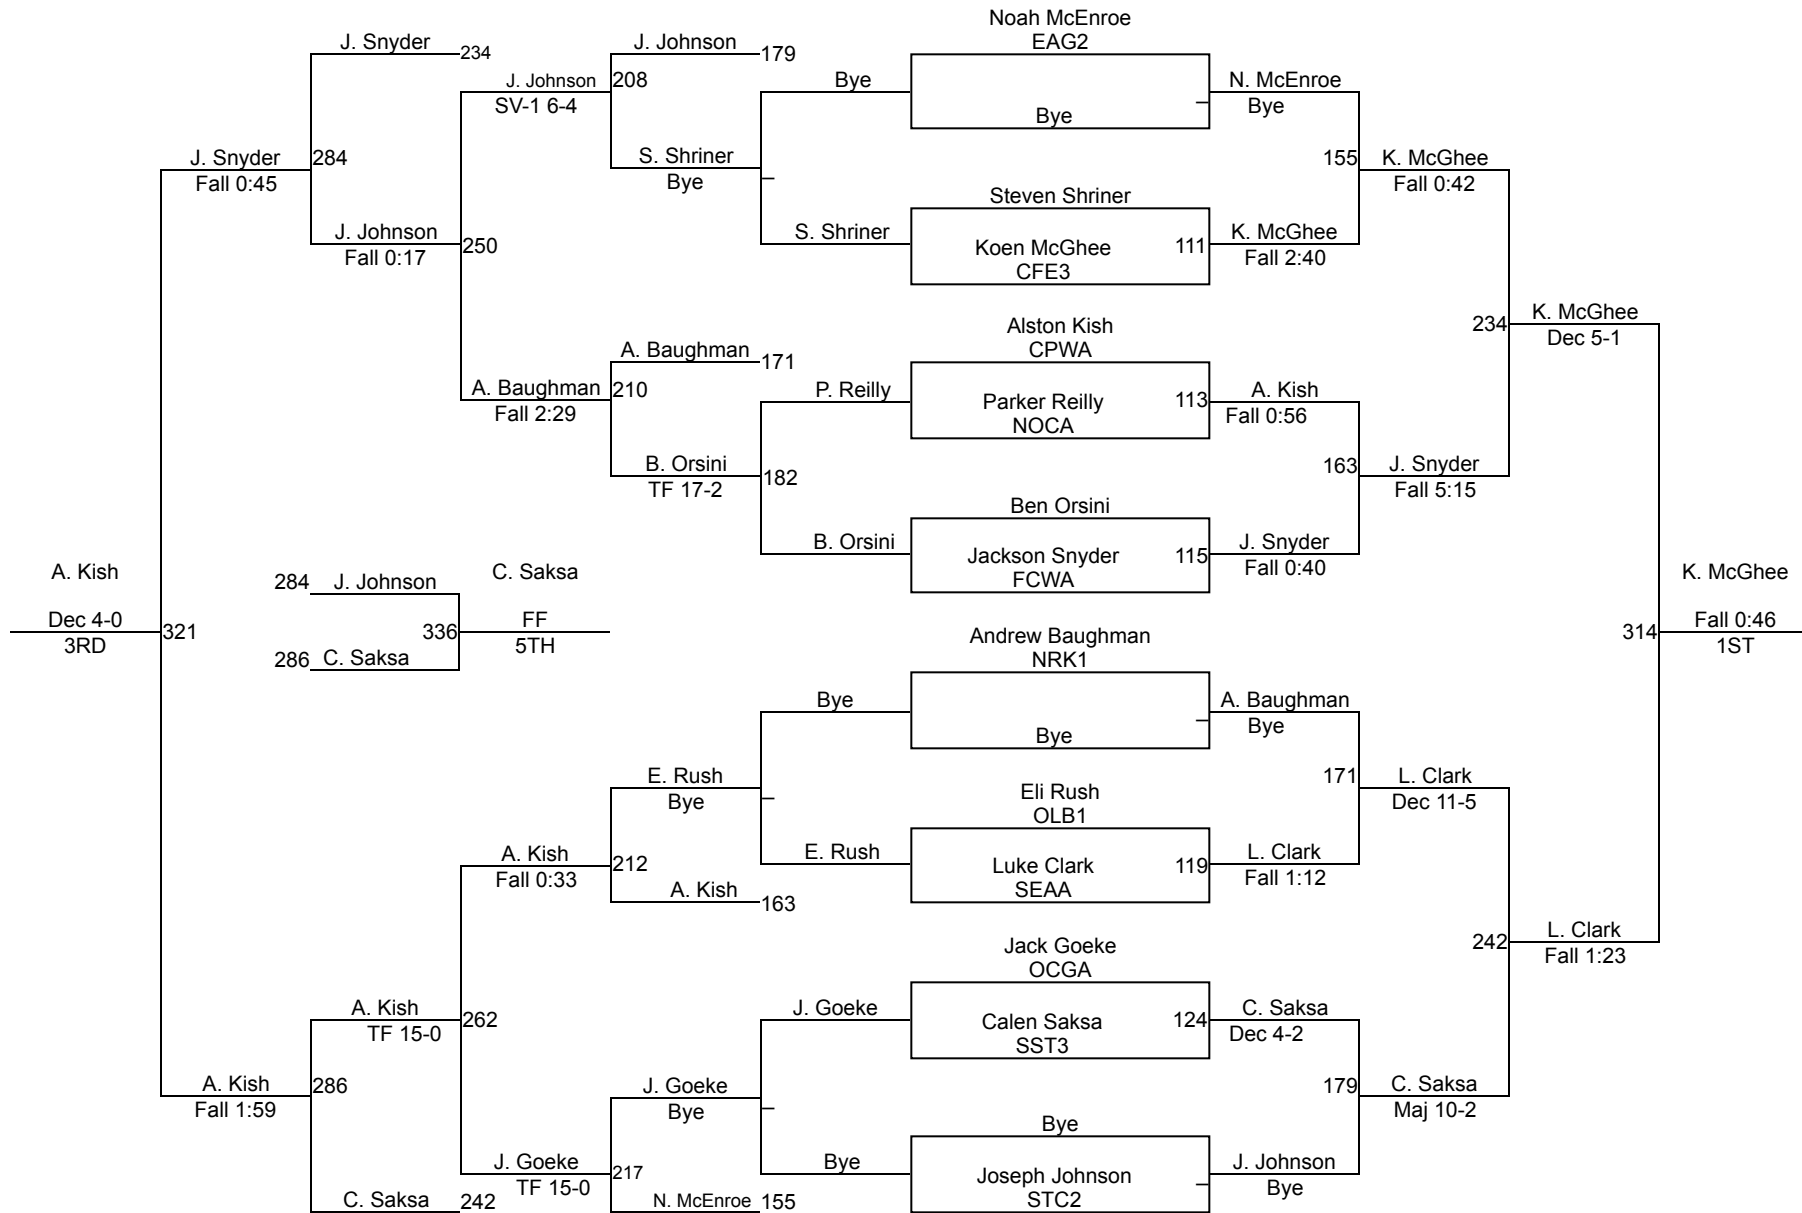 Noah McEnroe
EAG2
J. Snyder
234
J. Johnson
179
J. Johnson
208
SV-1 6-4
Bye
N. McEnroe
Bye
Bye
J. Snyder
284
Fall 0:45
S. Shriner
Bye
155
K. McGhee
Fall 0:42
Steven Shriner
J. Johnson
250
Fall 0:17
S. Shriner
Koen McGhee
CFE3
111
K. McGhee
Fall 2:40
234
K. McGhee
Dec 5-1
Alston Kish
CPWA
A. Baughman
171
A. Baughman
210
Fall 2:29
P. Reilly
Parker Reilly
NOCA
113
A. Kish
Fall 0:56
B. Orsini
182
TF 17-2
163
J. Snyder
Fall 5:15
Ben Orsini
B. Orsini
Jackson Snyder
FCWA
115
J. Snyder
Fall 0:40
A. Kish
Dec 4-0
3RD
321
284
J. Johnson
286
C. Saksa
336
C. Saksa
FF
5TH
K. McGhee
314
Fall 0:46
1ST
Andrew Baughman
NRK1
Bye
Bye
A. Baughman
Bye
E. Rush
Bye
171
L. Clark
Dec 11-5
Eli Rush
OLB1
A. Kish
212
Fall 0:33
E. Rush
Luke Clark
SEAA
119
L. Clark
Fall 1:12
A. Kish
163
242
L. Clark
Fall 1:23
Jack Goeke
OCGA
A. Kish
262
TF 15-0
J. Goeke
Calen Saksa
SST3
124
C. Saksa
Dec 4-2
A. Kish
286
Fall 1:59
J. Goeke
Bye
179
C. Saksa
Maj 10-2
Bye
J. Goeke
217
TF 15-0
Bye
Joseph Johnson
STC2
J. Johnson
Bye
C. Saksa
242
N. McEnroe
155